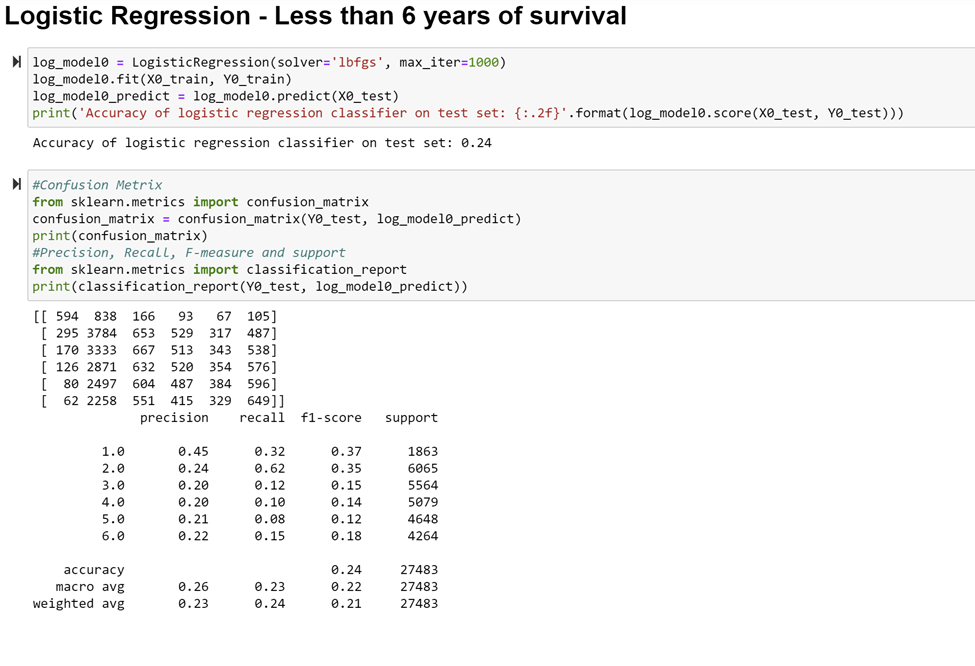 Logistic Regression - Less than 6 years of survival
log_model0 = LogisticRegression(solver='lbfgs', max_iter=1000)
log_model0.fit(X0_train, Y0_train)
log_model0_predict = log_model0.predict(X0_test)
print('Accuracy of logistic regression classifier on test set: {:.2f}'.format(log_model0.score(X0_test, Y0_test)))
Accuracy of logistic regression classifier on test set: 0.24
#Confusion Metrix
from sklearn.metrics import confusion_matrix
confusion_matrix = confusion_matrix(Y0_test, log_model0_predict)
print(confusion_matrix)
#Precision, Recall, F-measure and support
from sklearn.metrics import classification_report
print(classification_report(Y0_test, log_model0_predict))
[[ 594  838  166   93   67  105]
 [ 295 3784  653  529  317  487]
 [ 170 3333  667  513  343  538]
 [ 126 2871  632  520  354  576]
 [  80 2497  604  487  384  596]
 [  62 2258  551  415  329  649]]
              precision    recall  f1-score   support
         1.0       0.45      0.32      0.37      1863
         2.0       0.24      0.62      0.35      6065
         3.0       0.20      0.12      0.15      5564
         4.0       0.20      0.10      0.14      5079
         5.0       0.21      0.08      0.12      4648
         6.0       0.22      0.15      0.18      4264
    accuracy                           0.24     27483
   macro avg       0.26      0.23      0.22     27483
weighted avg       0.23      0.24      0.21     27483